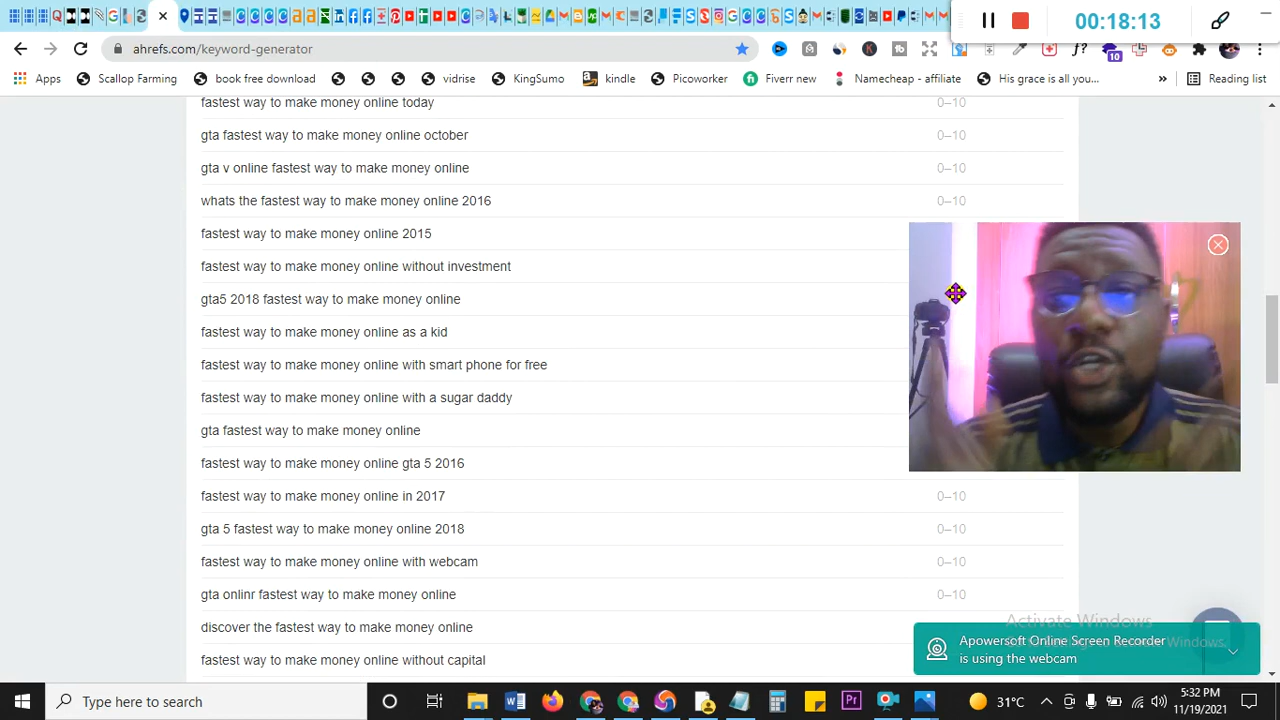 00:18:13
ahrefs.com/keyword-generator
10
Apps
Scallop Farming
book free download
vidrise
KingSumo
kindle
Picoworker
Fiverr new
Namecheap - affiliate
His grace is all you...
»
Reading list
fastest way to make money online today 0–10
gta fastest way to make money online october 0–10
gta v online fastest way to make money online 0–10
whats the fastest way to make money online 2016 0–10
fastest way to make money online 2015
fastest way to make money online without investment
gta5 2018 fastest way to make money online
fastest way to make money online as a kid
fastest way to make money online with smart phone for free
fastest way to make money online with a sugar daddy
gta fastest way to make money online
fastest way to make money online gta 5 2016
fastest way to make money online in 2017 0–10
gta 5 fastest way to make money online 2018 0–10
fastest way to make money online with webcam 0–10
gta onlinr fastest way to make money online 0–10
discover the fastest way to make money online
fastest way to make money online without capital
Activate Windows
Apowersoft Online Screen Recorder
is using the webcam
Windows.
Type here to search
31°C
5:32 PM
11/19/2021